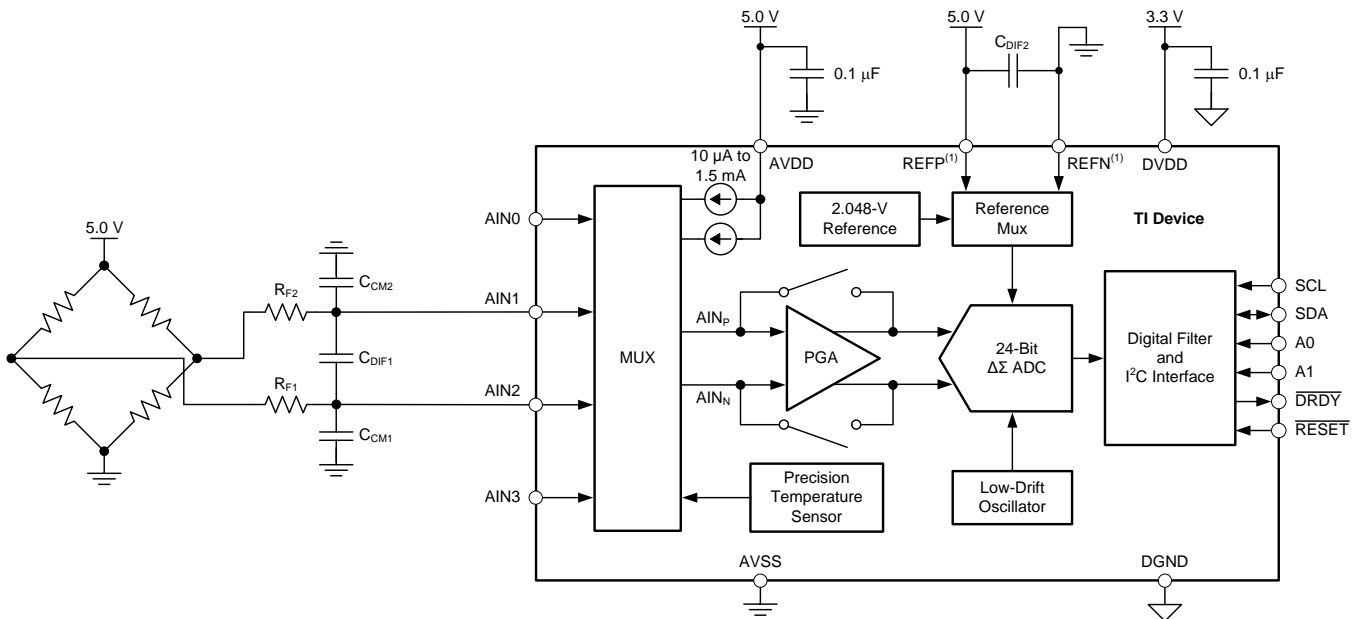 5.0 V
5.0 V
3.3 V
C_DIF2
0.1 µF
0.1 µF
10 µA to
1.5 mA
AVDD
REFP(1)
REFN(1)
DVDD
AIN0
2.048-V
Reference
Reference
Mux
TI Device
5.0 V
C_CM2
R_F2
AIN1
SCL
SDA
A0
A1
DRDY
RESET
AIN_P
MUX
PGA
24-Bit
ΔΣ ADC
Digital Filter
and
I²C Interface
C_DIF1
R_F1
AIN2
AIN_N
C_CM1
AIN3
Precision
Temperature
Sensor
Low-Drift
Oscillator
AVSS
DGND